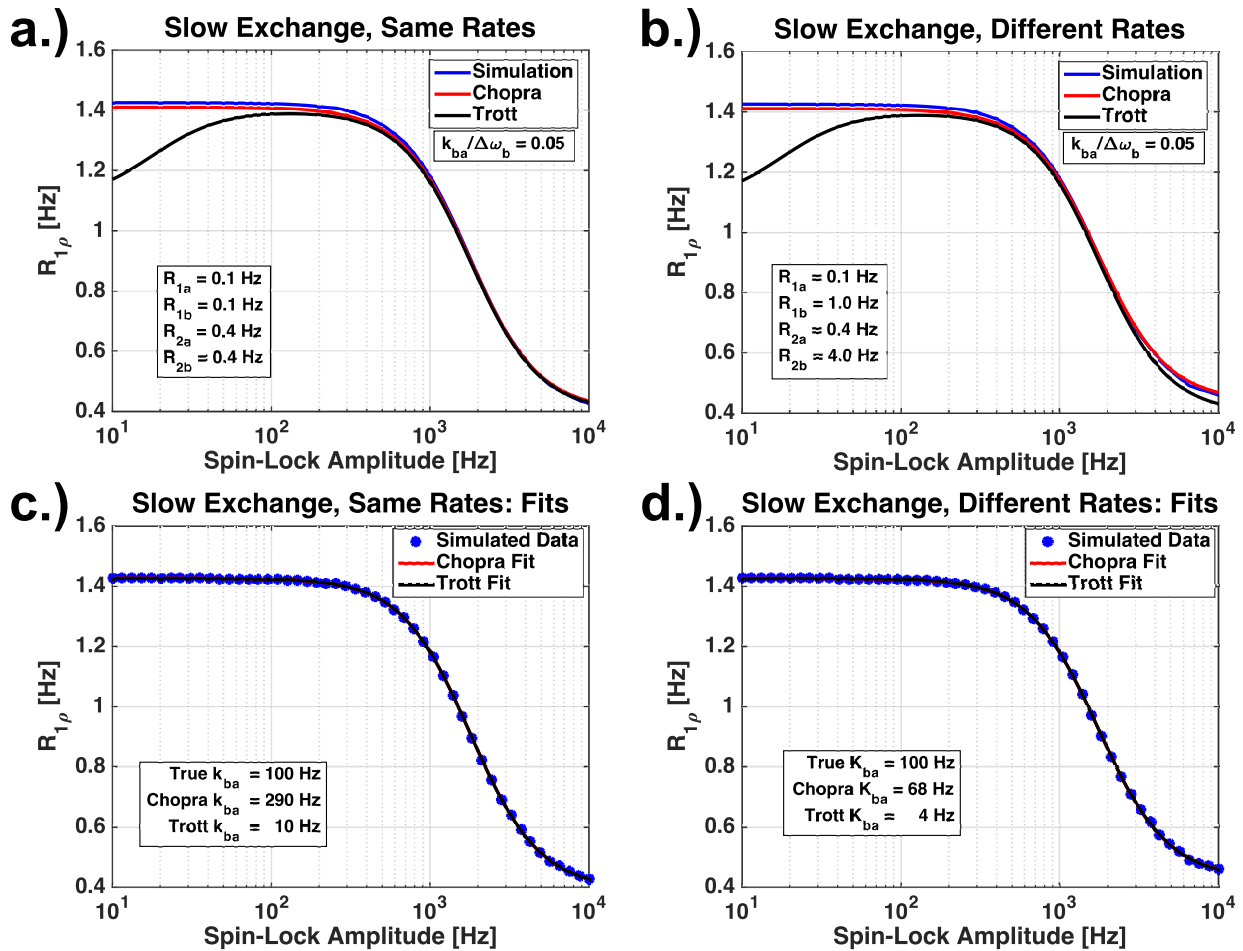 a.)
Slow Exchange, Same Rates
1.6
1.4
1.2
1
0.8
0.6
0.4
R1ρ [Hz]
Simulation
Chopra
Trott
kba/Δωb = 0.05
R1a = 0.1 Hz
R1b = 0.1 Hz
R2a = 0.4 Hz
R2b = 0.4 Hz
10^1 10^2 10^3 10^4
Spin-Lock Amplitude [Hz]
b.)
Slow Exchange, Different Rates
1.6
1.4
1.2
1
0.8
0.6
0.4
R1ρ [Hz]
Simulation
Chopra
Trott
kba/Δωb = 0.05
R1a = 0.1 Hz
R1b = 1.0 Hz
R2a = 0.4 Hz
R2b = 4.0 Hz
10^1 10^2 10^3 10^4
Spin-Lock Amplitude [Hz]
c.)
Slow Exchange, Same Rates: Fits
1.6
1.4
1.2
1
0.8
0.6
0.4
R1ρ [Hz]
Simulated Data
Chopra Fit
Trott Fit
True kba = 100 Hz
Chopra kba = 290 Hz
Trott kba = 10 Hz
10^1 10^2 10^3 10^4
Spin-Lock Amplitude [Hz]
d.)
Slow Exchange, Different Rates: Fits
1.6
1.4
1.2
1
0.8
0.6
0.4
R1ρ [Hz]
Simulated Data
Chopra Fit
Trott Fit
True Kba = 100 Hz
Chopra Kba = 68 Hz
Trott Kba = 4 Hz
10^1 10^2 10^3 10^4
Spin-Lock Amplitude [Hz]